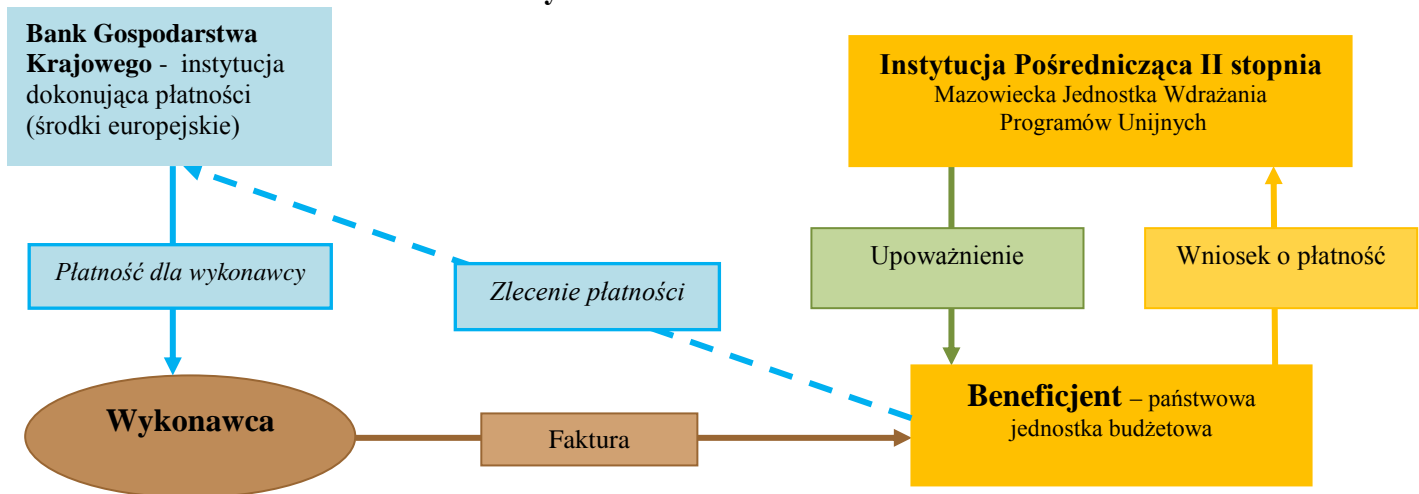 Bank Gospodarstwa
Krajowego - instytucja
dokonująca płatności
(środki europejskie)
Instytucja Pośrednicząca II stopnia
Mazowiecka Jednostka Wdrażania
Programów Unijnych
Płatność dla wykonawcy
Zlecenie płatności
Upoważnienie
Wniosek o płatność
Wykonawca
Faktura
Beneficjent – państwowa
jednostka budżetowa